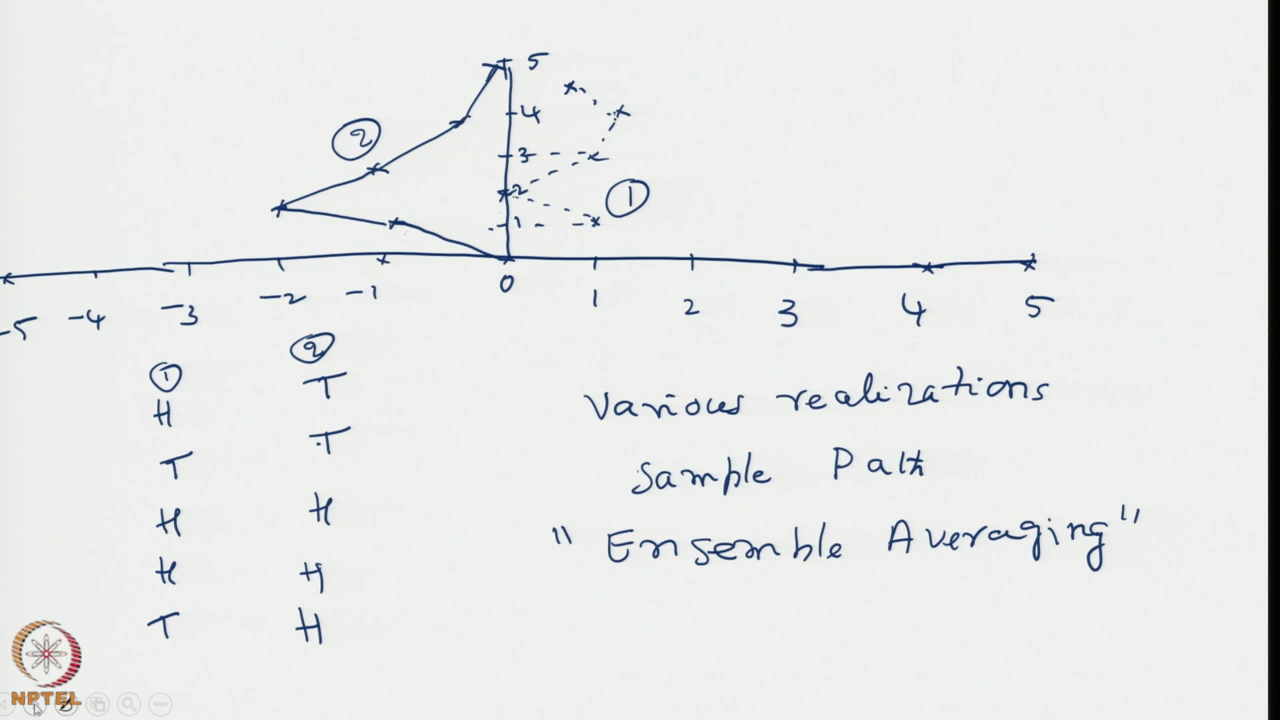 5
4
②
3
2
①
1
-5 -4 -3 -2 -1 0 1 2 3 4 5
① ②
H T
T T
H H
H H
T H
Various realizations
Sample Path
"Ensemble Averaging"
NPTEL